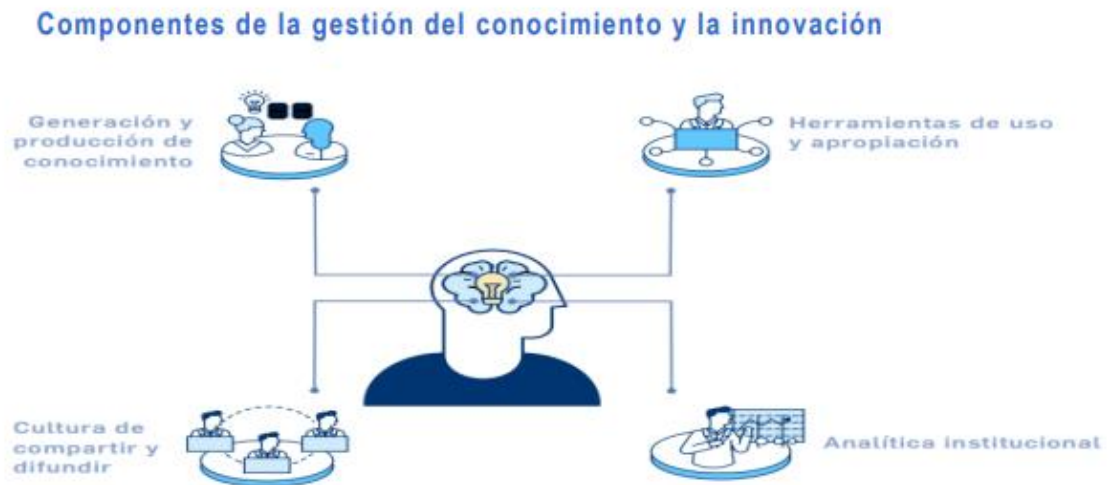 Componentes de la gestión del conocimiento y la innovación
Generación y
producción de
conocimiento
Herramientas de uso
y apropiación
Cultura de
compartir y
difundir
Analítica institucional